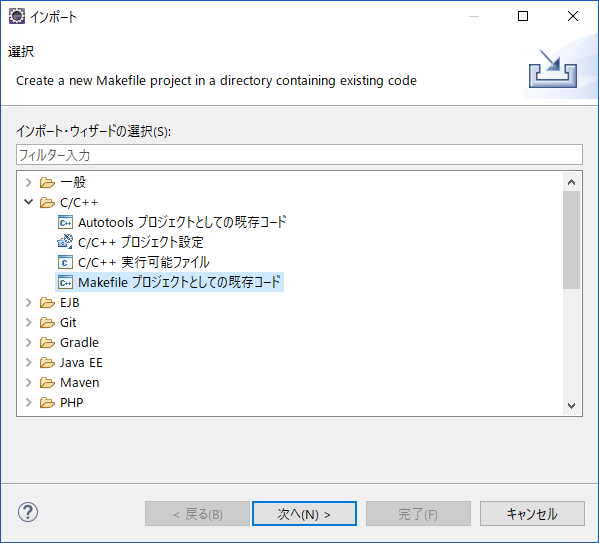 インポート
選択
Create a new Makefile project in a directory containing existing code
インポート・ウィザードの選択(S):
フィルター入力
一般
C/C++
Autotools プロジェクトとしての既存コード
C/C++ プロジェクト設定
C/C++ 実行可能ファイル
Makefile プロジェクトとしての既存コード
EJB
Git
Gradle
Java EE
Maven
PHP
< 戻る(B) 次へ(N) > 完了(F) キャンセル